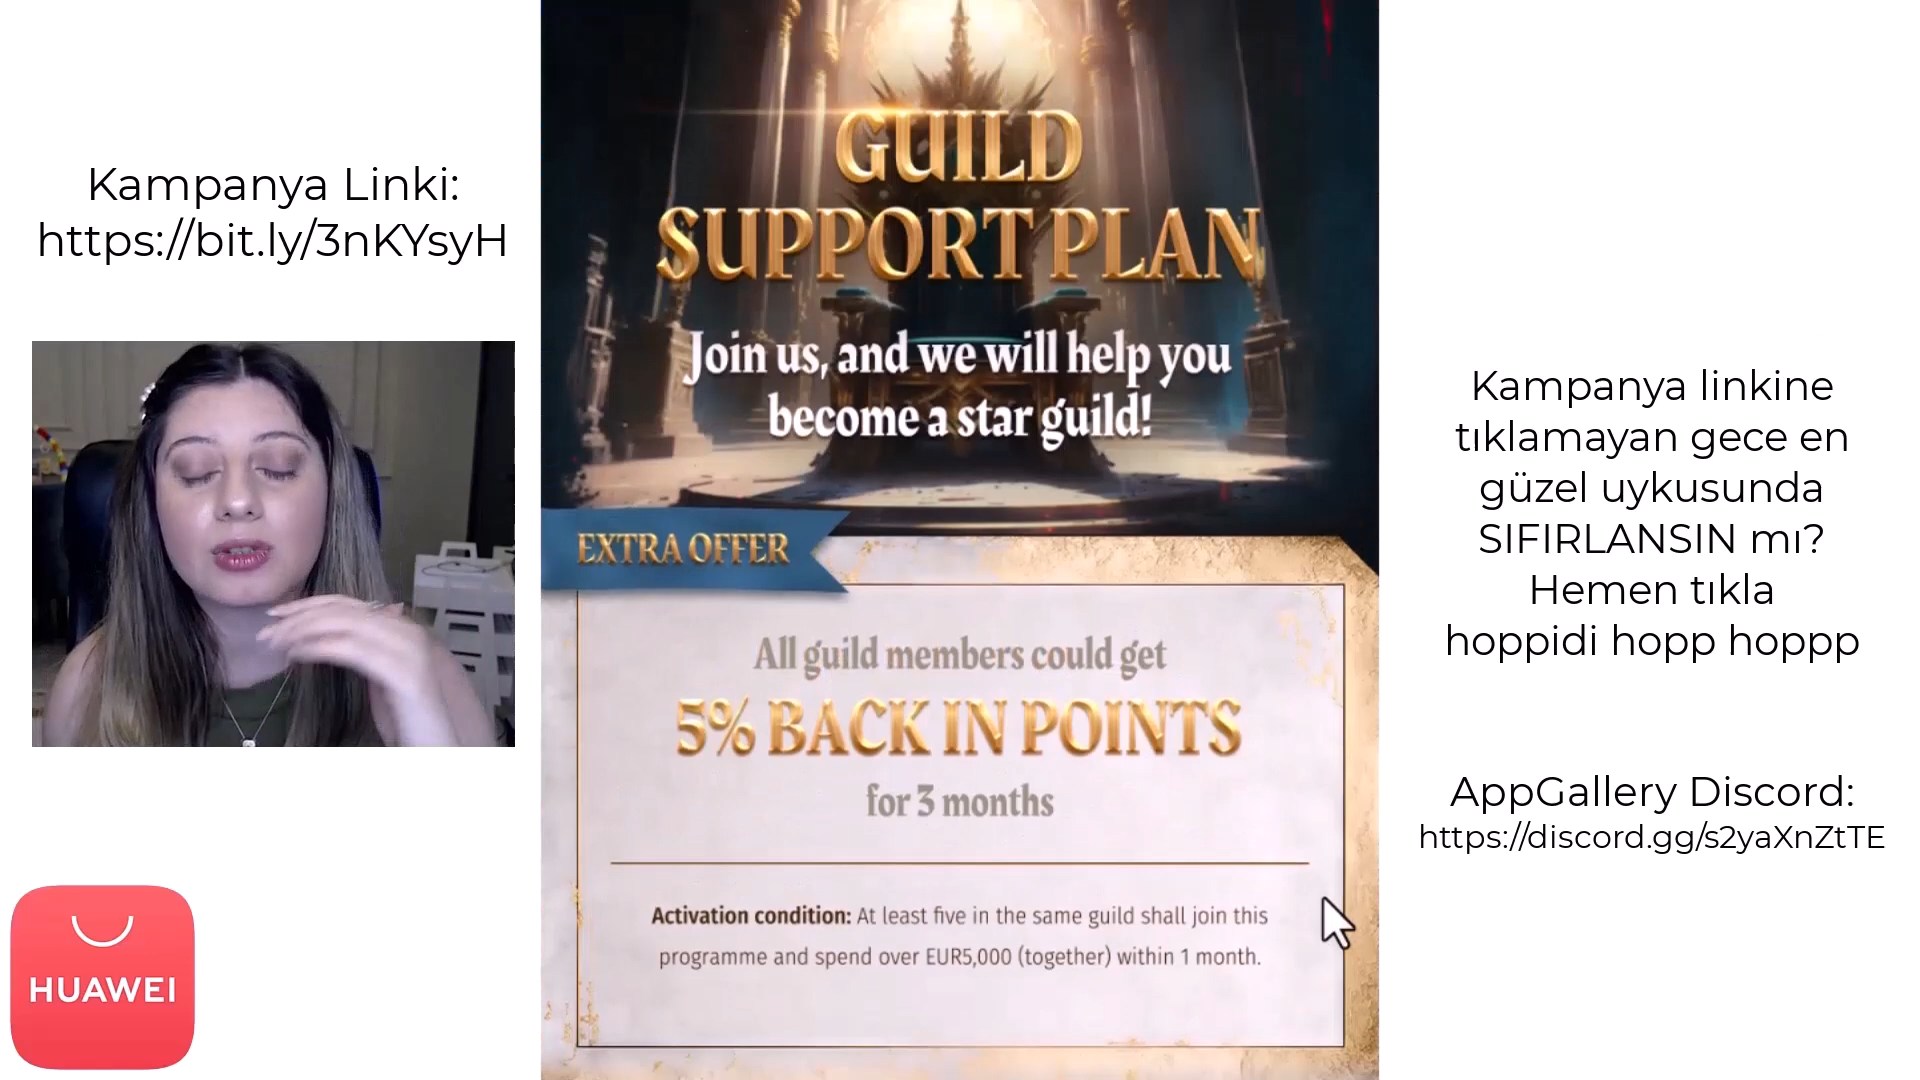 Kampanya Linki:
https://bit.ly/3nKYsyH
GUILD
SUPPORT PLAN
Join us, and we will help you
become a star guild!
EXTRA OFFER
All guild members could get
5% BACK IN POINTS
for 3 months
Activation condition: At least five in the same guild shall join this
programme and spend over EUR5,000 (together) within 1 month.
Kampanya linkine
tıklamayan gece en
güzel uykusunda
SIFIRLANSIN mı?
Hemen tıkla
hoppidi hopp hoppp
AppGallery Discord:
https://discord.gg/s2yaXnZtTE
HUAWEI